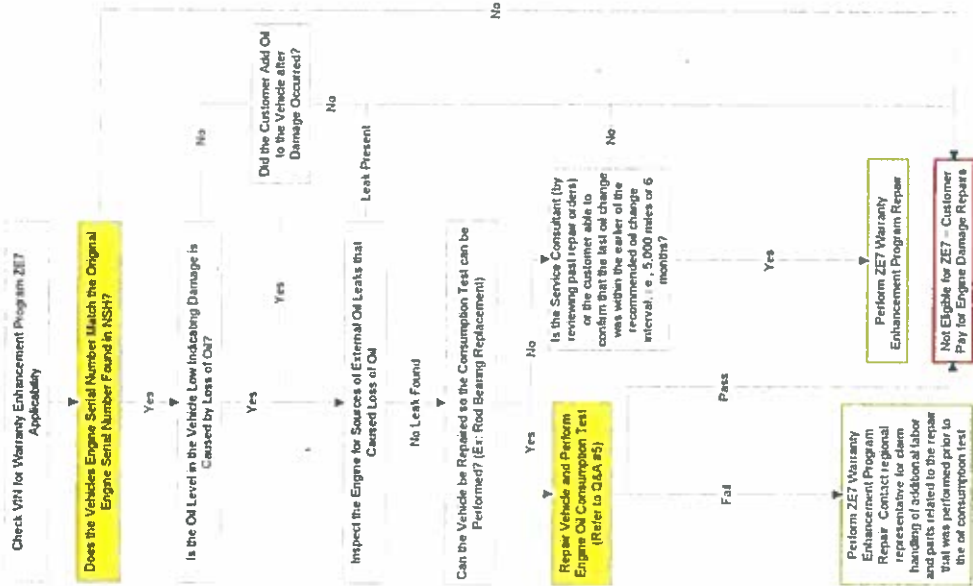 Check VIN for Warranty Enhancement Program ZE7
Applicability
Does the Vehicles Engine Serial Number Match the Original
Engine Serial Number Found in NSH?
No
Yes
Is the Oil Level in the Vehicle Low Indicating Damage is
Caused by Loss of Oil?
No
Did the Customer Add Oil
to the Vehicle after
Damage Occurred?
Yes
Yes
No
Inspect the Engine for Sources of External Oil Leaks that
Caused Loss of Oil
Leak Present
No Leak Found
Can the Vehicle be Repaired so the Consumption Test can be
Performed? (Ex: Rod Bearing Replacement)
Yes
No
Repair Vehicle and Perform
Engine Oil Consumption Test
(Refer to Q&A #5)
Is the Service Consultant (by
reviewing past repair orders)
or the customer able to
confirm that the last oil change
was within the earlier of the
recommended oil change
interval, i.e., 5,000 miles or 6
months?
No
Fail
Pass
Yes
Perform ZE7 Warranty
Enhancement Program
Repair. Contact regional
representative for claim
handling of additional labor
and parts related to the repair
that was performed prior to
the oil consumption test
Perform ZE7 Warranty
Enhancement Program Repair
Not Eligible for ZE7 – Customer
Pay for Engine Damage Repairs